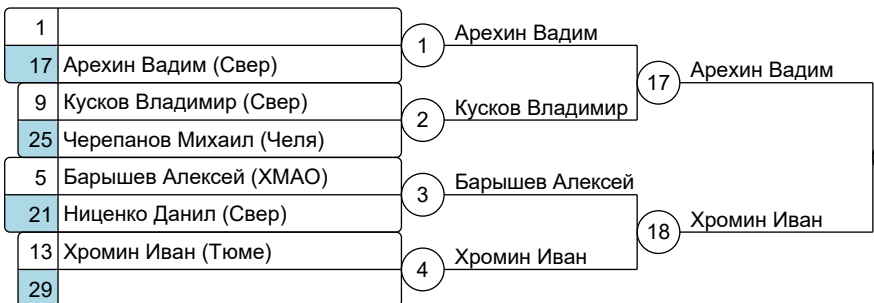 1
17 Арехин Вадим (Свер)
9 Кусков Владимир (Свер)
25 Черепанов Михаил (Челя)
5 Барышев Алексей (ХМАО)
21 Ниценко Данил (Свер)
13 Хромин Иван (Тюме)
29
1 Арехин Вадим
2 Кусков Владимир
3 Барышев Алексей
4 Хромин Иван
17 Арехин Вадим
18 Хромин Иван